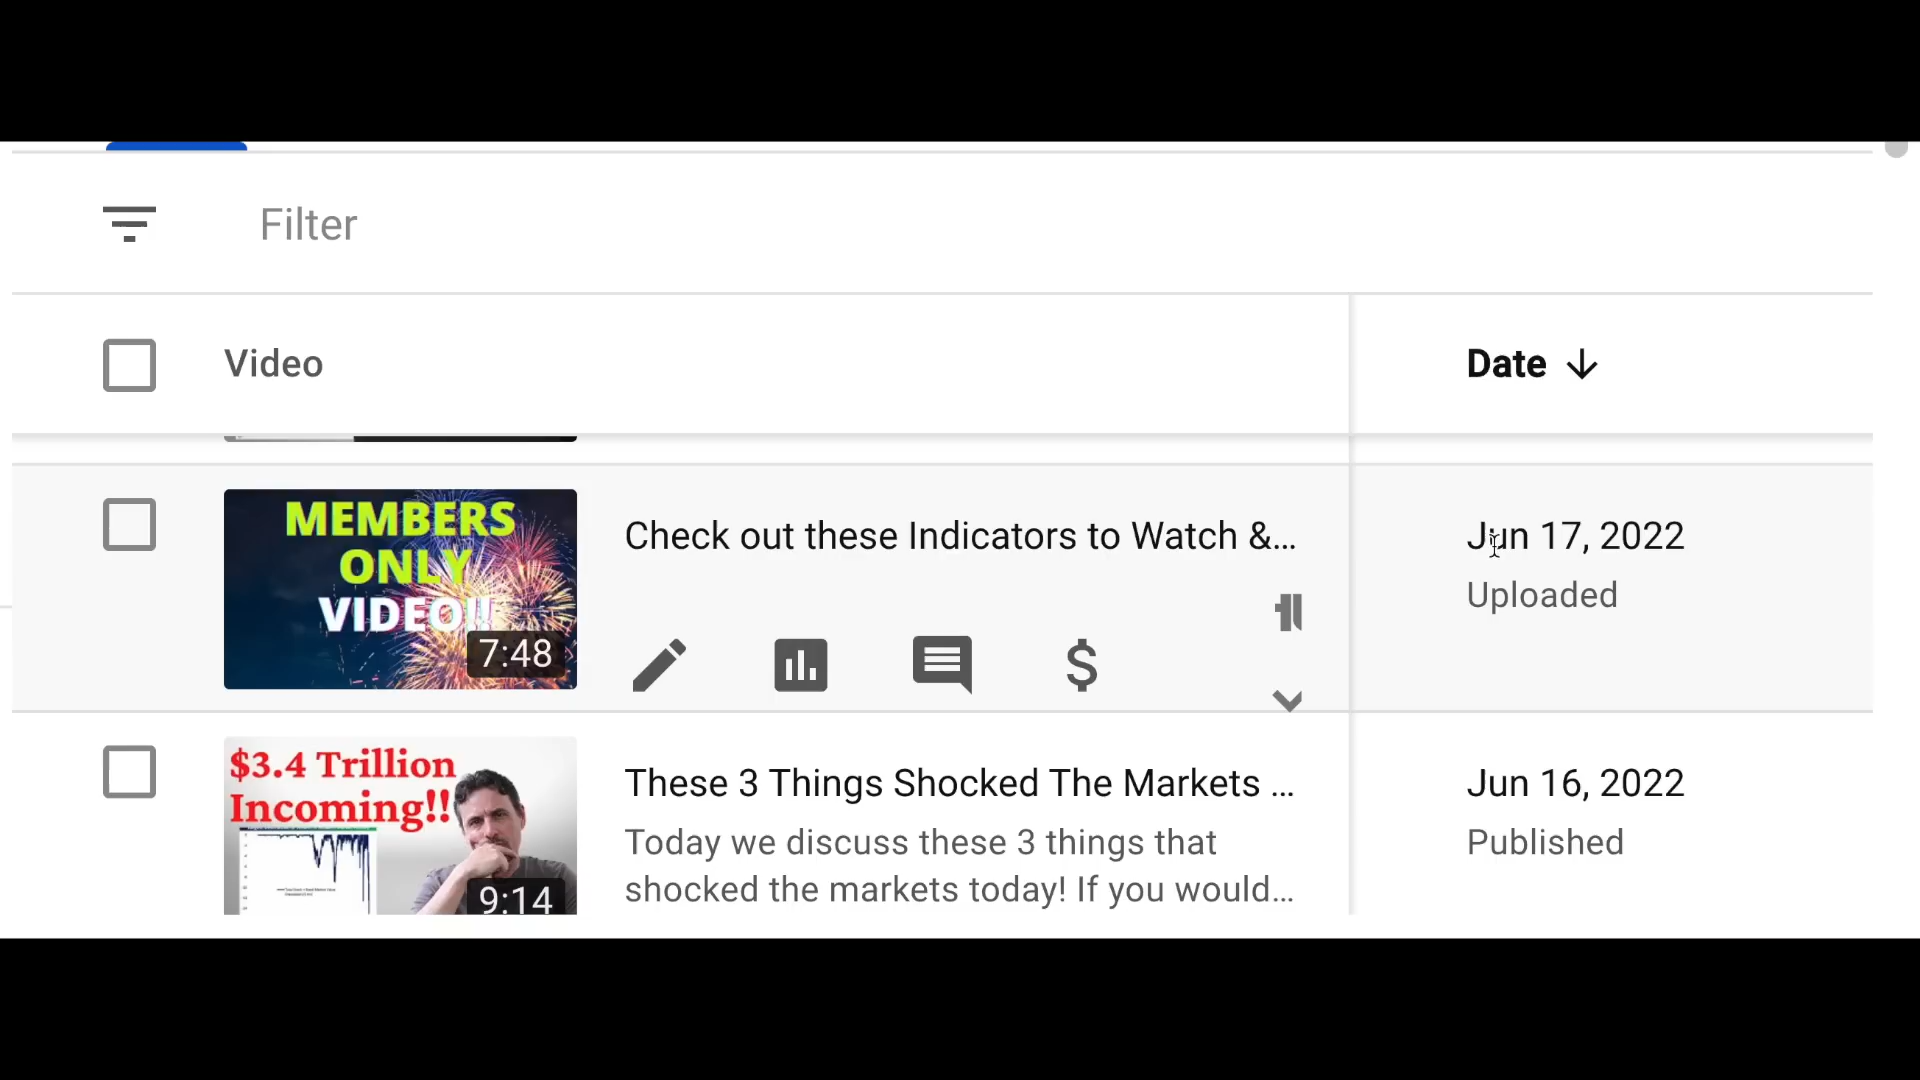 Filter
Video
Date
MEMBERS
ONLY
VIDEO!!
7:48
Check out these Indicators to Watch &...
Jun 17, 2022
Uploaded
$3.4 Trillion
Incoming!!
9:14
These 3 Things Shocked The Markets ...
Today we discuss these 3 things that
shocked the markets today! If you would...
Jun 16, 2022
Published